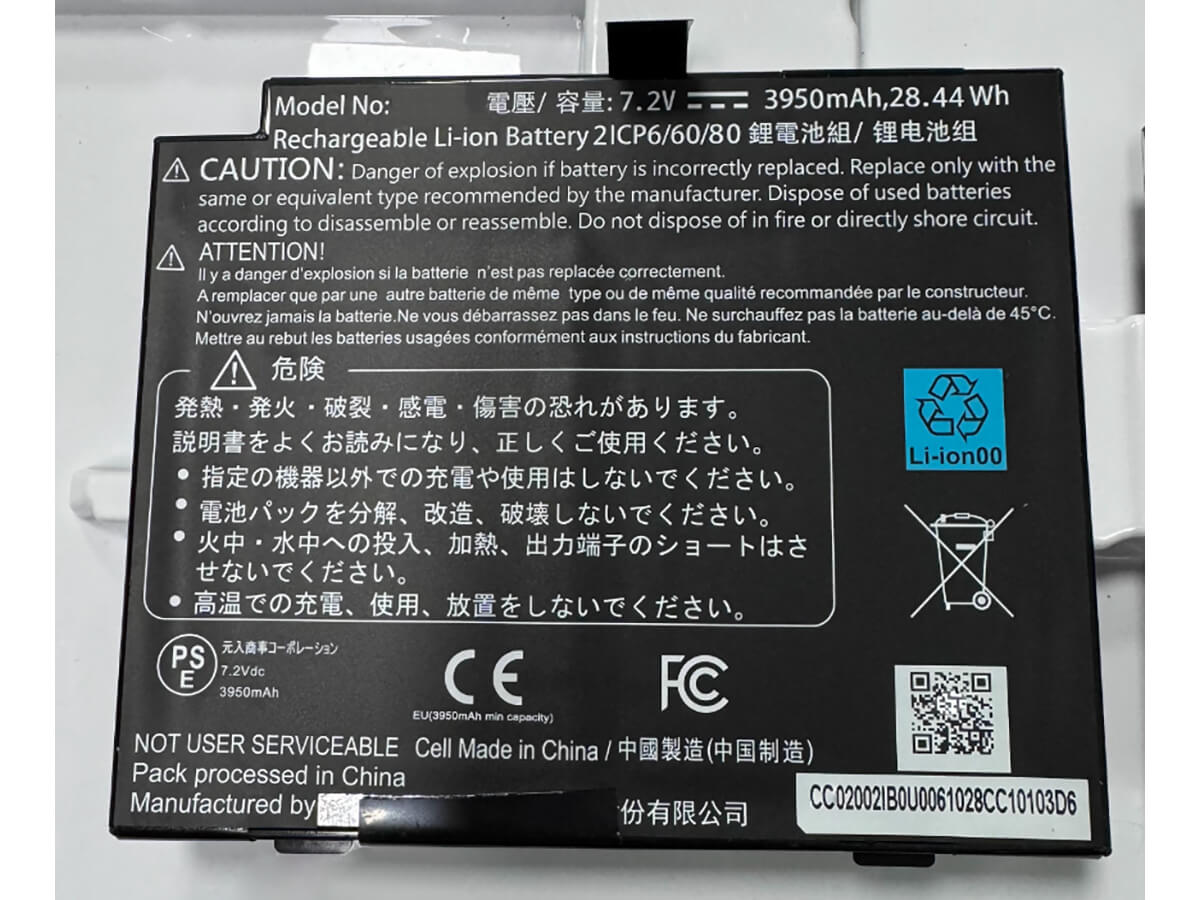 Model No: 電壓/ 容量: 7.2V 3950mAh,28.44 Wh
Rechargeable Li-ion Battery 2ICP6/60/80 鋰電池組/ 锂电池组
CAUTION: Danger of explosion if battery is incorrectly replaced. Replace only with the
same or equivalent type recommended by the manufacturer. Dispose of used batteries
according to disassemble or reassemble. Do not dispose of in fire or directly shore circuit.
ATTENTION!
Il y a danger d'explosion si la batterie n'est pas replacée correctement.
A remplacer que par une autre batterie de même type ou de même qualité recommandée par le constructeur.
N'ouvrez jamais la batterie.Ne vous débarrassez pas dans le feu. Ne surchauffez pas la batterie au-delà de 45°C.
Mettre au rebut les batteries usagées conformément aux instructions du fabricant.
危険
発熱・発火・破裂・感電・傷害の恐れがあります。
説明書をよくお読みになり、正しくご使用ください。
• 指定の機器以外での充電や使用はしないでください。
• 電池パックを分解、改造、破壊しないでください。
• 火中・水中への投入、加熱、出力端子のショートはさ
せないでください。
• 高温での充電、使用、放置をしないでください。
Li-ion00
PS
E
元入商事コーポレーション
7.2Vdc
3950mAh
CE
EU(3950mAh min capacity)
FC
NOT USER SERVICEABLE Cell Made in China / 中國製造(中国制造)
Pack processed in China
Manufactured by 份有限公司
CC02002IB0U0061028CC10103D6